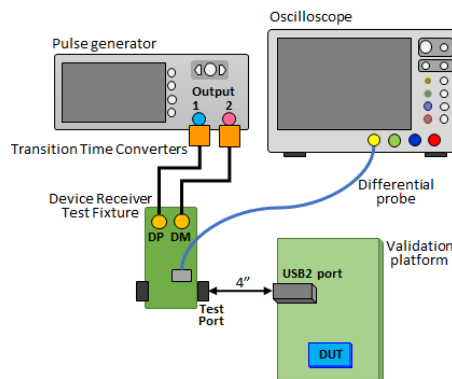 Oscilloscope
Pulse generator
Output
1 2
Transition Time Converters
Device Receiver
Test Fixture
Differential
probe
DP DM
Validation
platform
USB2 port
4”
Test
Port
DUT